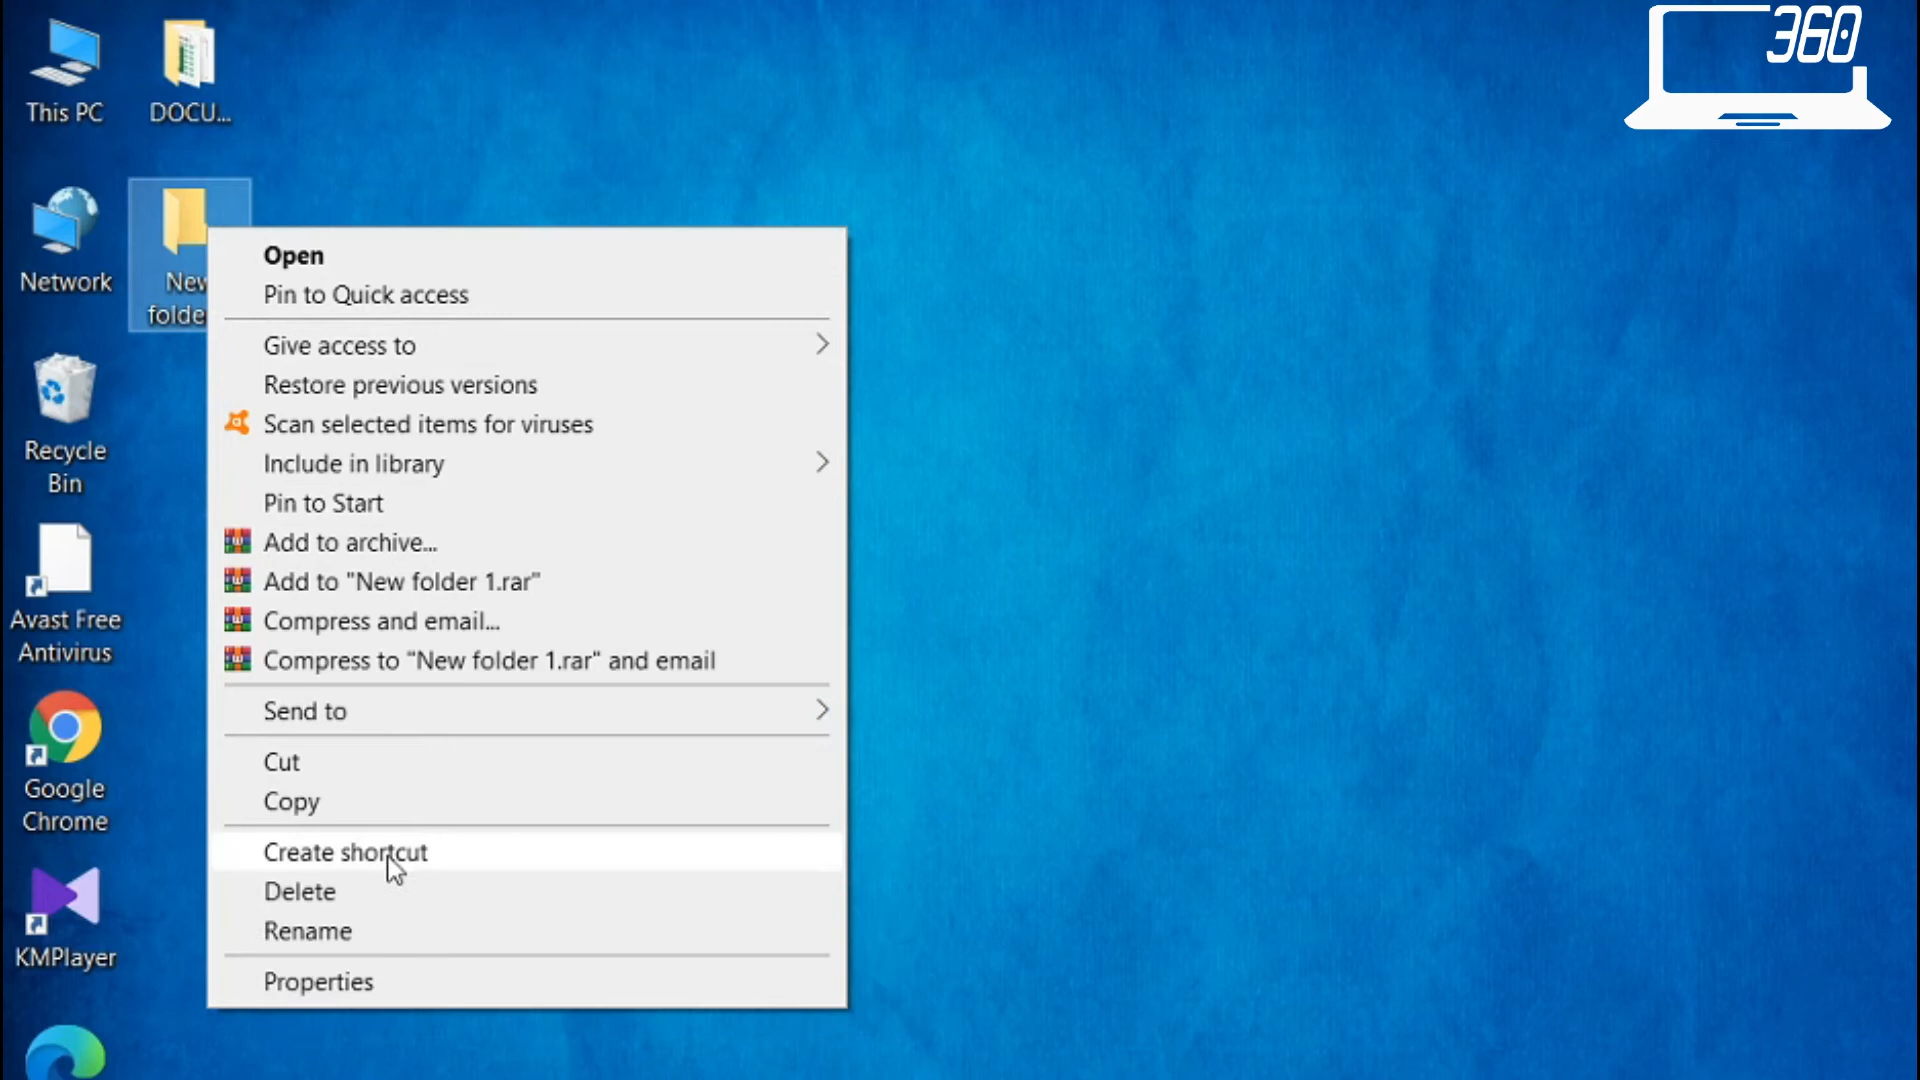 360
This PC
DOCU...
Network
New
folde
Recycle
Bin
Avast Free
Antivirus
Google
Chrome
KMPlayer
Open
Pin to Quick access
Give access to
Restore previous versions
Scan selected items for viruses
Include in library
Pin to Start
Add to archive...
Add to "New folder 1.rar"
Compress and email...
Compress to "New folder 1.rar" and email
Send to
Cut
Copy
Create shortcut
Delete
Rename
Properties